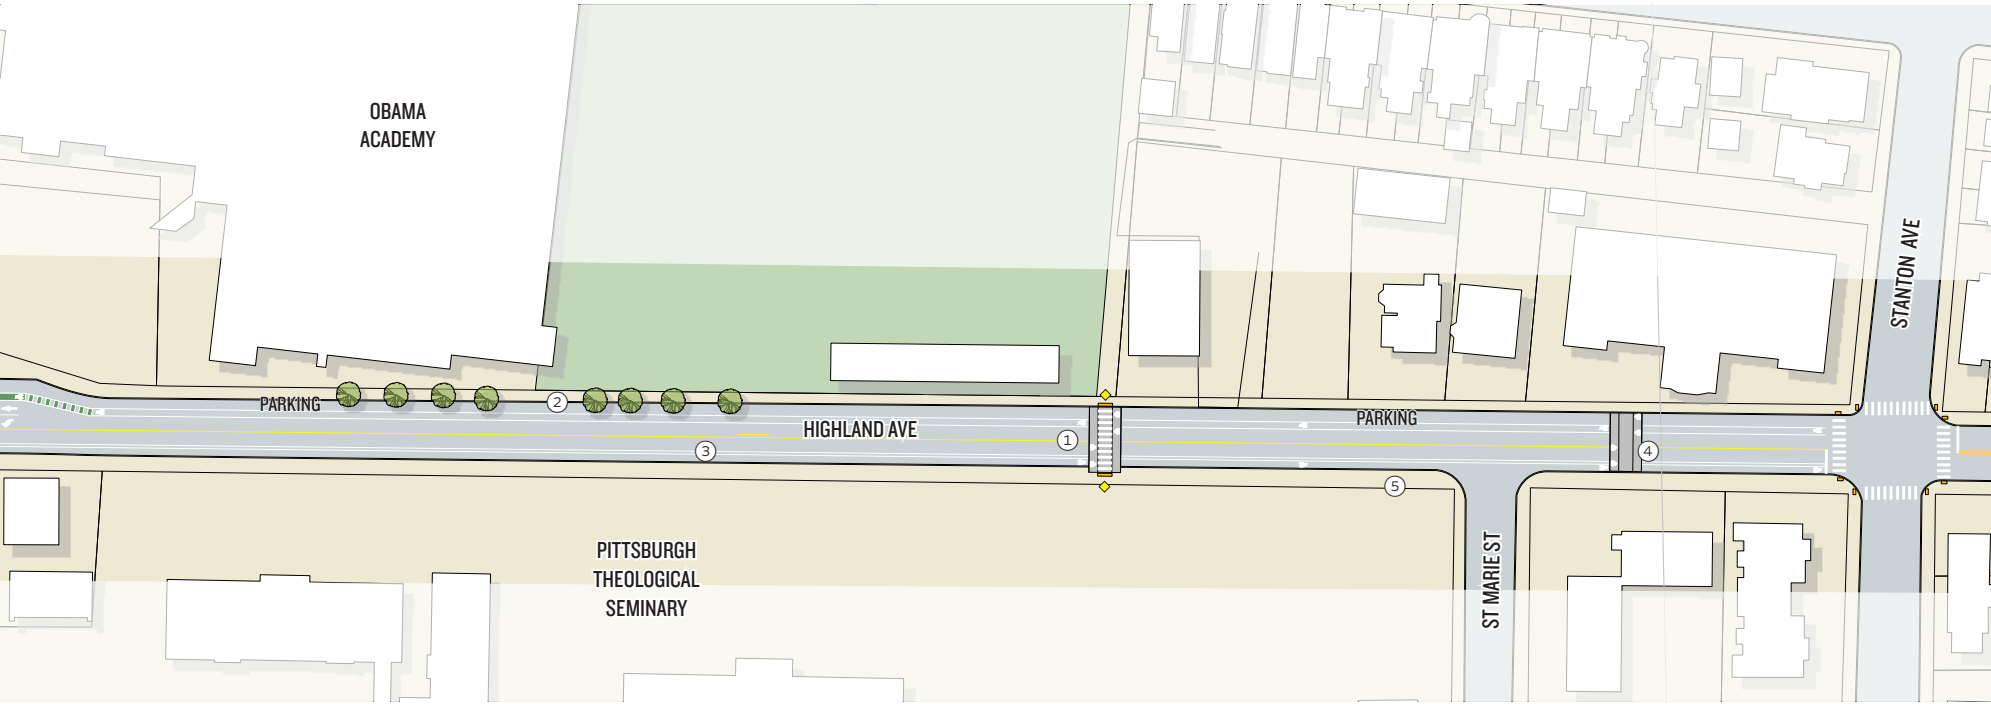 OBAMA
ACADEMY
STANTON AVE
PARKING
2
HIGHLAND AVE
3
1
PARKING
4
5
PITTSBURGH
THEOLOGICAL
SEMINARY
ST MARIE ST